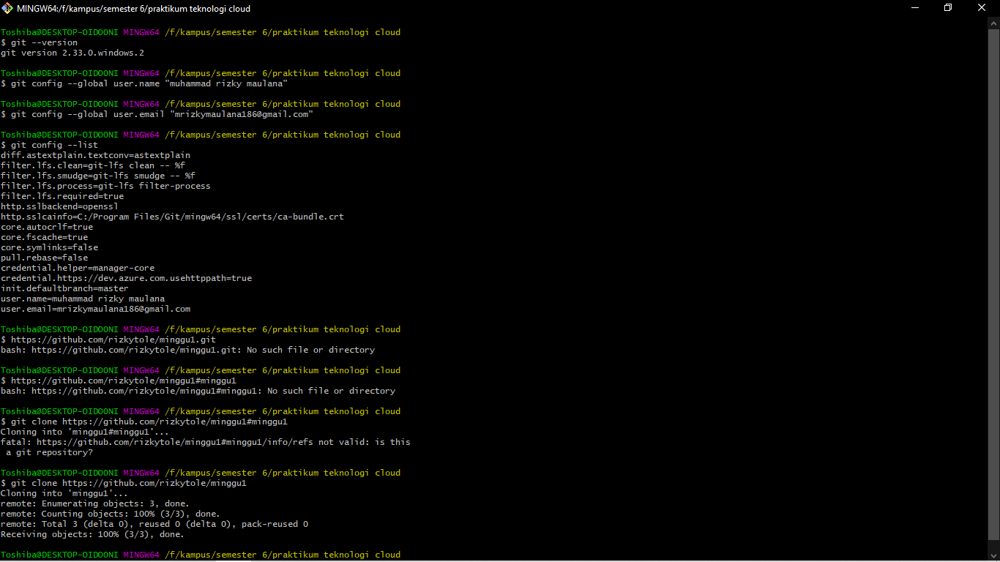 MINGW64:/f/kampus/semester 6/praktikum teknologi cloud
Toshiba@DESKTOP-OIDOONI MINGW64 /f/kampus/semester 6/praktikum teknologi cloud
$ git --version
git version 2.33.0.windows.2
Toshiba@DESKTOP-OIDOONI MINGW64 /f/kampus/semester 6/praktikum teknologi cloud
$ git config --global user.name "muhammad rizky maulana"
Toshiba@DESKTOP-OIDOONI MINGW64 /f/kampus/semester 6/praktikum teknologi cloud
$ git config --global user.email "mrizkymaulana186@gmail.com"
Toshiba@DESKTOP-OIDOONI MINGW64 /f/kampus/semester 6/praktikum teknologi cloud
$ git config --list
diff.astextplain.textconv=astextplain
filter.lfs.clean=git-lfs clean -- %f
filter.lfs.smudge=git-lfs smudge -- %f
filter.lfs.process=git-lfs filter-process
filter.lfs.required=true
http.sslbackend=openssl
http.sslcainfo=C:/Program Files/Git/mingw64/ssl/certs/ca-bundle.crt
core.autocrlf=true
core.fscache=true
core.symlinks=false
pull.rebase=false
credential.helper=manager-core
credential.https://dev.azure.com.usehttppath=true
init.defaultbranch=master
user.name=muhammad rizky maulana
user.email=mrizkymaulana186@gmail.com
Toshiba@DESKTOP-OIDOONI MINGW64 /f/kampus/semester 6/praktikum teknologi cloud
$ https://github.com/rizkytole/minggu1.git
bash: https://github.com/rizkytole/minggu1.git: No such file or directory
Toshiba@DESKTOP-OIDOONI MINGW64 /f/kampus/semester 6/praktikum teknologi cloud
$ https://github.com/rizkytole/minggu1#minggu1
bash: https://github.com/rizkytole/minggu1#minggu1: No such file or directory
Toshiba@DESKTOP-OIDOONI MINGW64 /f/kampus/semester 6/praktikum teknologi cloud
$ git clone https://github.com/rizkytole/minggu1#minggu1
Cloning into 'minggu1#minggu1'...
fatal: https://github.com/rizkytole/minggu1#minggu1/info/refs not valid: is this
a git repository?
Toshiba@DESKTOP-OIDOONI MINGW64 /f/kampus/semester 6/praktikum teknologi cloud
$ git clone https://github.com/rizkytole/minggu1
Cloning into 'minggu1'...
remote: Enumerating objects: 3, done.
remote: Counting objects: 100% (3/3), done.
remote: Total 3 (delta 0), reused 0 (delta 0), pack-reused 0
Receiving objects: 100% (3/3), done.
Toshiba@DESKTOP-OIDOONI MINGW64 /f/kampus/semester 6/praktikum teknologi cloud